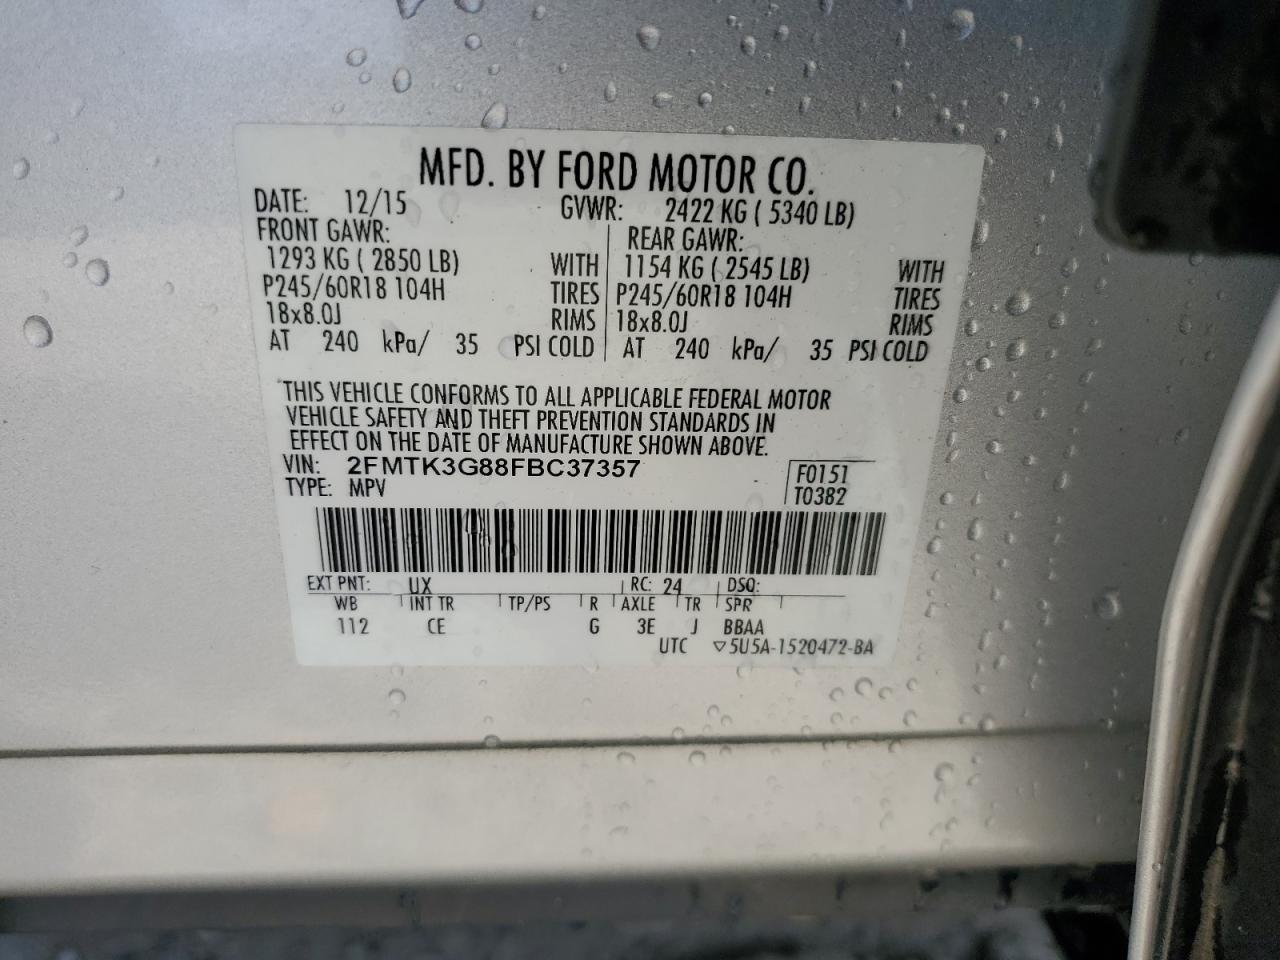 MFD. BY FORD MOTOR CO.
DATE: 12/15 GVWR: 2422 KG ( 5340 LB)
FRONT GAWR: REAR GAWR:
1293 KG ( 2850 LB) WITH 1154 KG ( 2545 LB) WITH
P245/60R18 104H TIRES P245/60R18 104H TIRES
18x8.0J RIMS 18x8.0J RIMS
AT 240 kPa/ 35 PSI COLD AT 240 kPa/ 35 PSI COLD
THIS VEHICLE CONFORMS TO ALL APPLICABLE FEDERAL MOTOR
VEHICLE SAFETY AND THEFT PREVENTION STANDARDS IN
EFFECT ON THE DATE OF MANUFACTURE SHOWN ABOVE.
VIN: 2FMTK3G88FBC37357 F0151
TYPE: MPV T0382
EXT PNT: UX RC: 24 DSO:
WB INT TR TP/PS R AXLE TR SPR
112 CE G 3E J BBAA
UTC ▽5U5A-1520472-BA